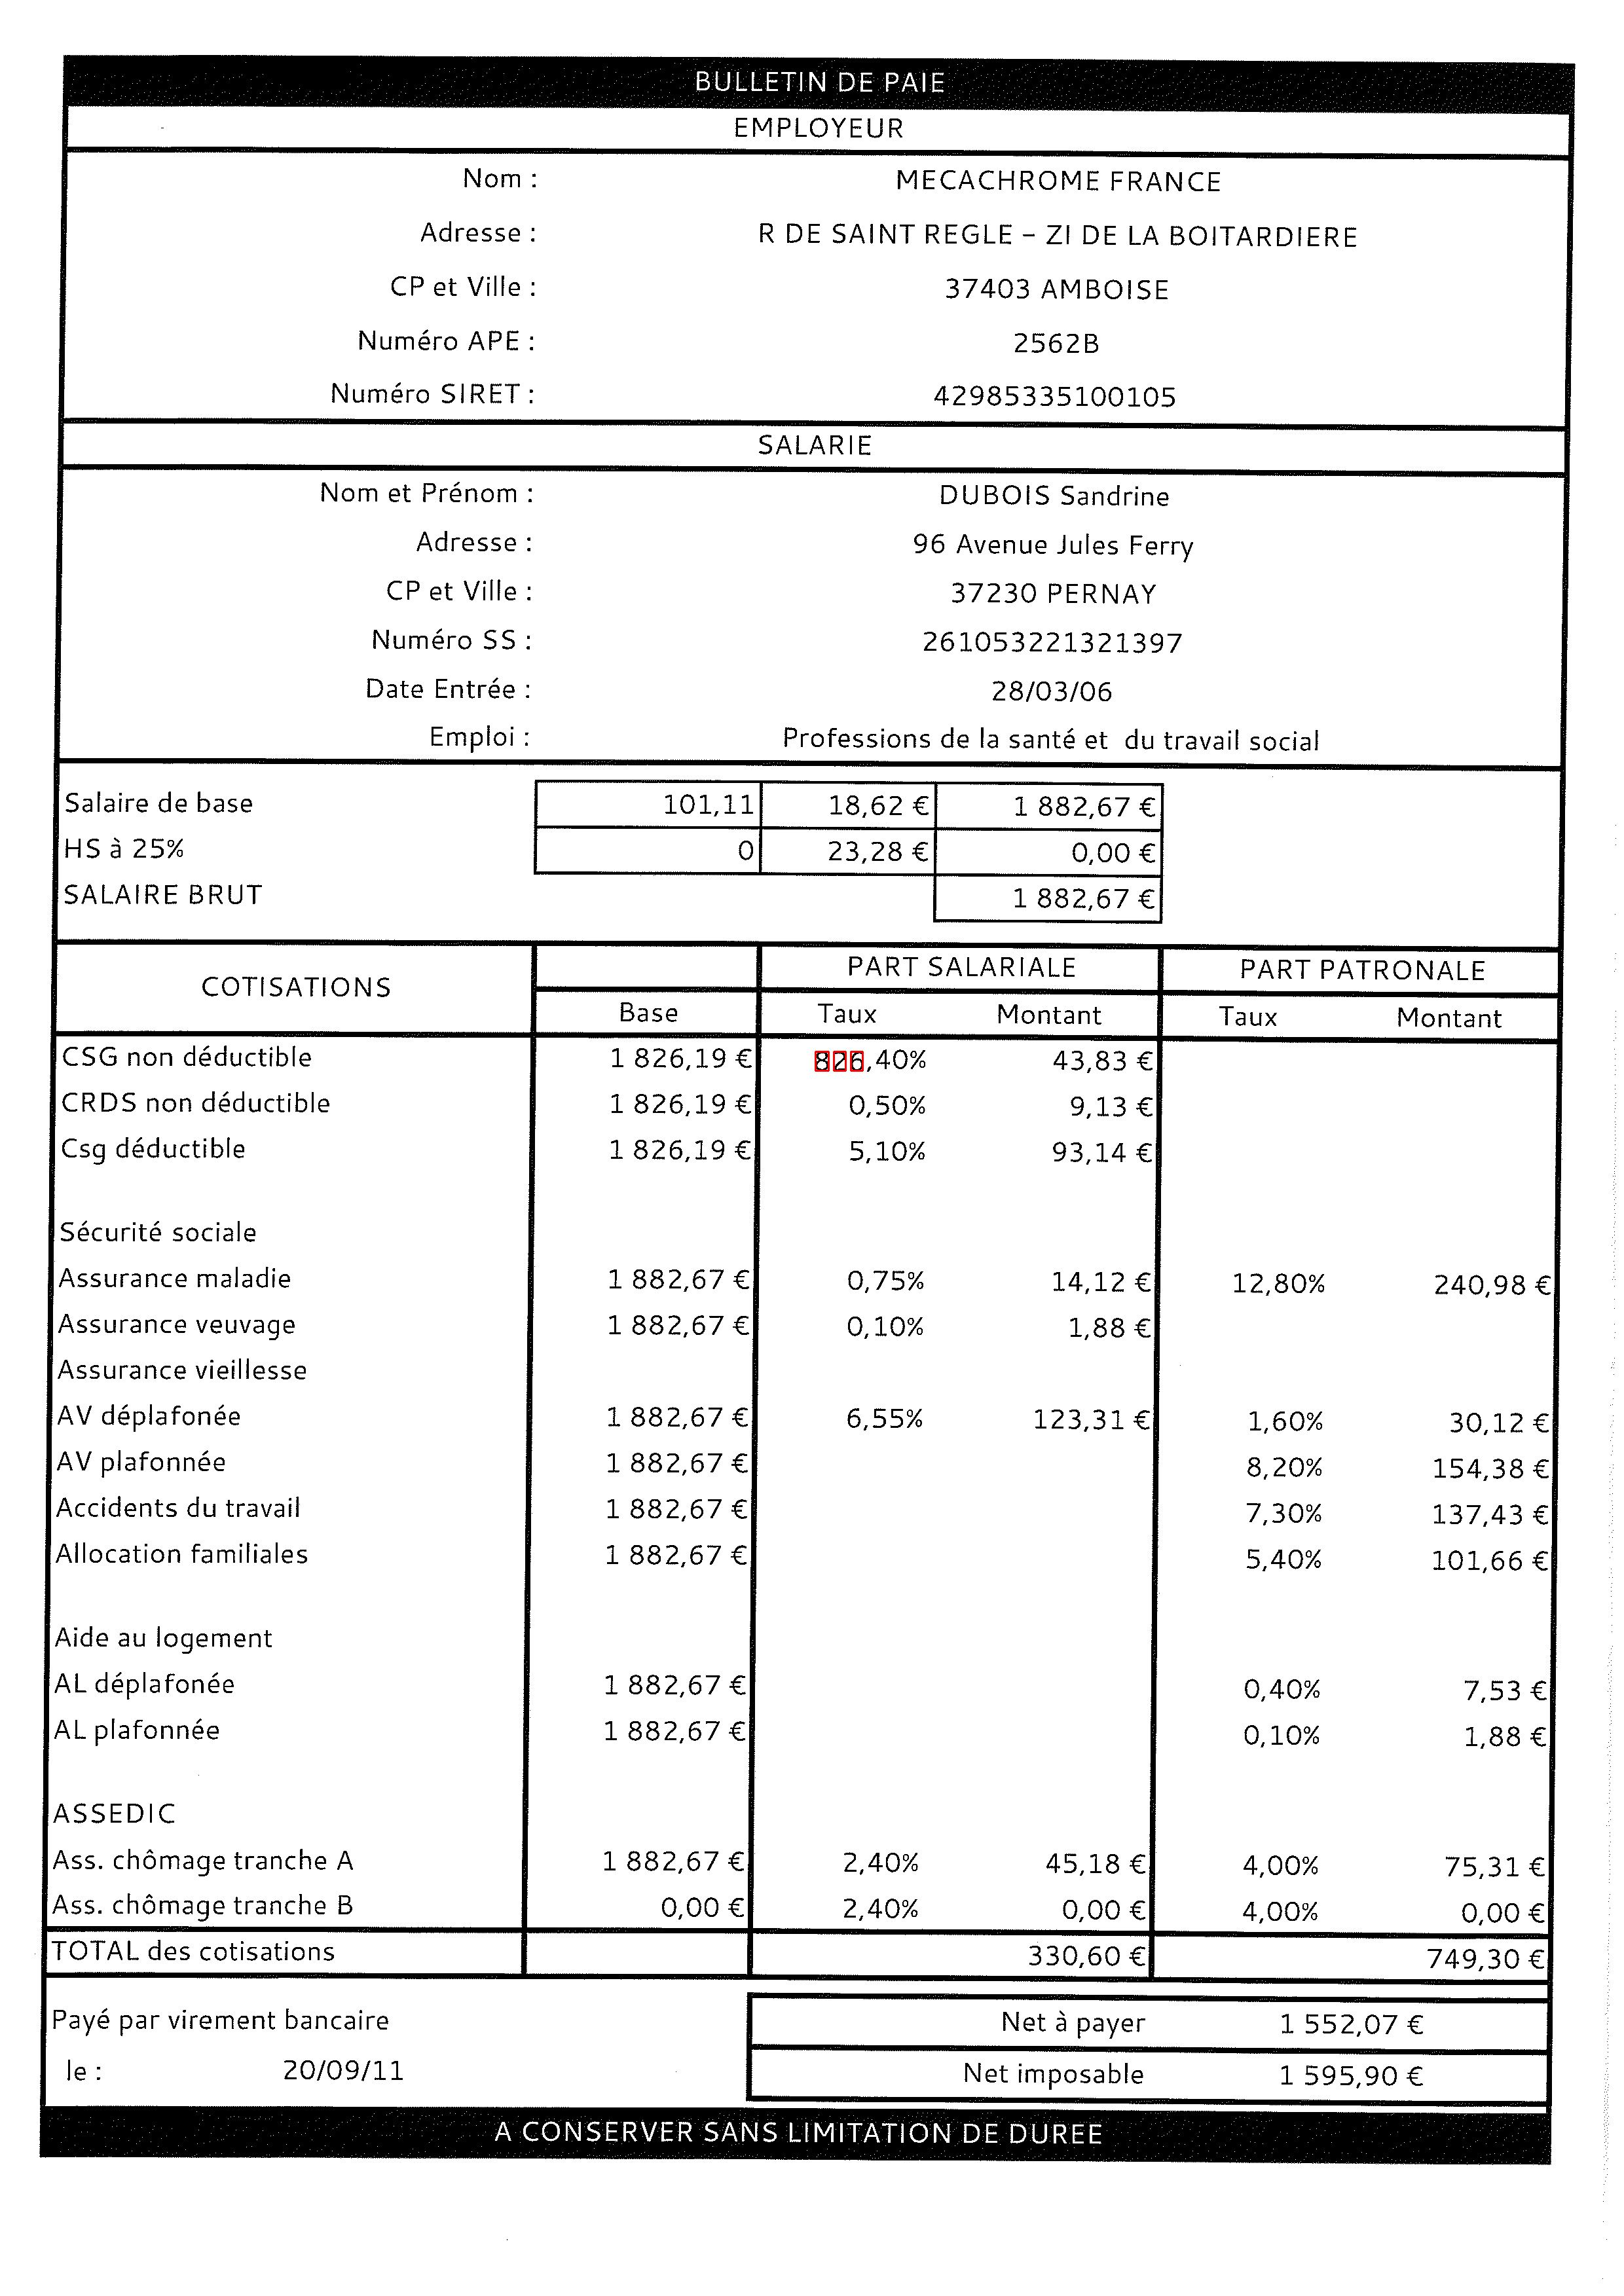 BULLETIN DE PAIE
EMPLOYEUR
Nom : MECACHROME FRANCE
Adresse : R DE SAINT REGLE – ZI DE LA BOITARDIERE
CP et Ville : 37403 AMBOISE
Numéro APE : 2562B
Numéro SIRET : 42985335100105
SALARIE
Nom et Prénom : DUBOIS Sandrine
Adresse : 96 Avenue Jules Ferry
CP et Ville : 37230 PERNAY
Numéro SS : 261053221321397
Date Entrée : 28/03/06
Emploi : Professions de la santé et du travail social
Salaire de base 101,11 18,62 € 1 882,67 €
HS à 25% 0 23,28 € 0,00 €
SALAIRE BRUT 1 882,67 €
COTISATIONS PART SALARIALE PART PATRONALE
Base Taux Montant Taux Montant
CSG non déductible 1 826,19 € 826,40% 43,83 €
CRDS non déductible 1 826,19 € 0,50% 9,13 €
Csg déductible 1 826,19 € 5,10% 93,14 €
Sécurité sociale
Assurance maladie 1 882,67 € 0,75% 14,12 € 12,80% 240,98 €
Assurance veuvage 1 882,67 € 0,10% 1,88 €
Assurance vieillesse
AV déplafonée 1 882,67 € 6,55% 123,31 € 1,60% 30,12 €
AV plafonnée 1 882,67 € 8,20% 154,38 €
Accidents du travail 1 882,67 € 7,30% 137,43 €
Allocation familiales 1 882,67 € 5,40% 101,66 €
Aide au logement
AL déplafonée 1 882,67 € 0,40% 7,53 €
AL plafonnée 1 882,67 € 0,10% 1,88 €
ASSEDIC
Ass. chômage tranche A 1 882,67 € 2,40% 45,18 € 4,00% 75,31 €
Ass. chômage tranche B 0,00 € 2,40% 0,00 € 4,00% 0,00 €
TOTAL des cotisations 330,60 € 749,30 €
Payé par virement bancaire Net à payer 1 552,07 €
le : 20/09/11 Net imposable 1 595,90 €
A CONSERVER SANS LIMITATION DE DUREE